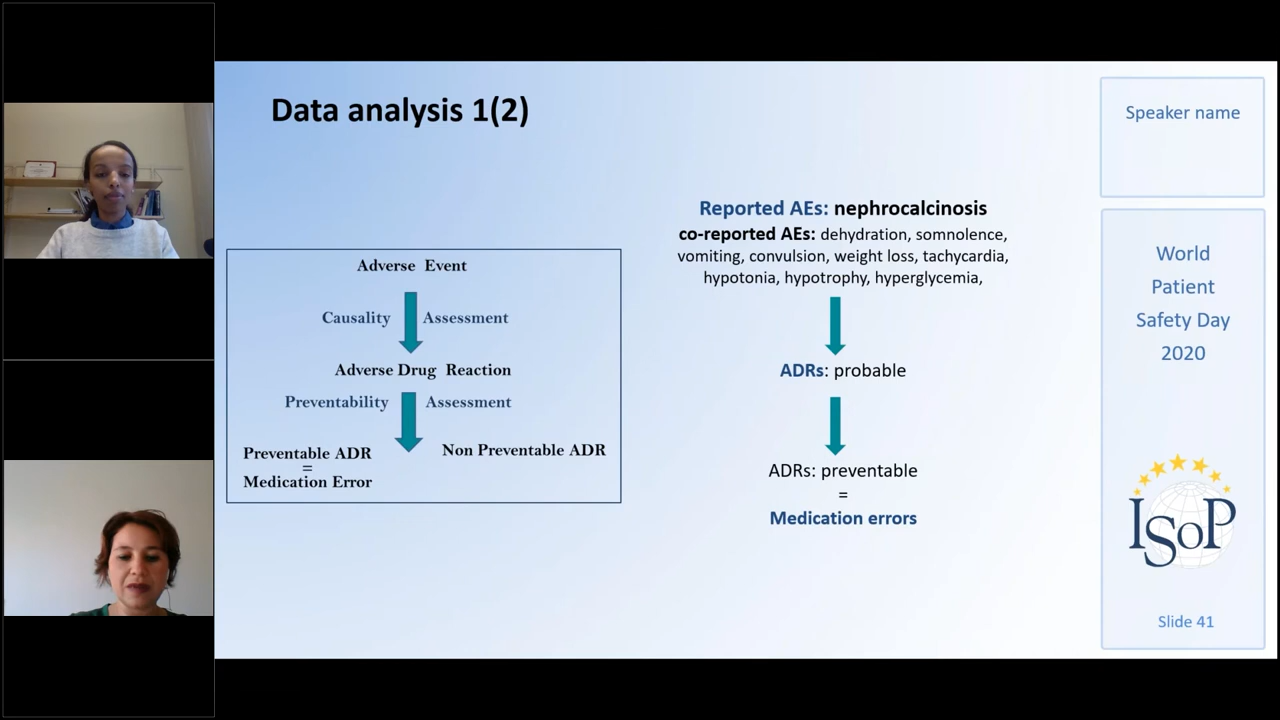 Data analysis 1(2)
Adverse Event
Causality Assessment
Adverse Drug Reaction
Preventability Assessment
Preventable ADR
=
Medication Error
Non Preventable ADR
Reported AEs: nephrocalcinosis
co-reported AEs: dehydration, somnolence,
vomiting, convulsion, weight loss, tachycardia,
hypotonia, hypotrophy, hyperglycemia,
ADRs: probable
ADRs: preventable
=
Medication errors
Speaker name
World
Patient
Safety Day
2020
ISoP
Slide 41